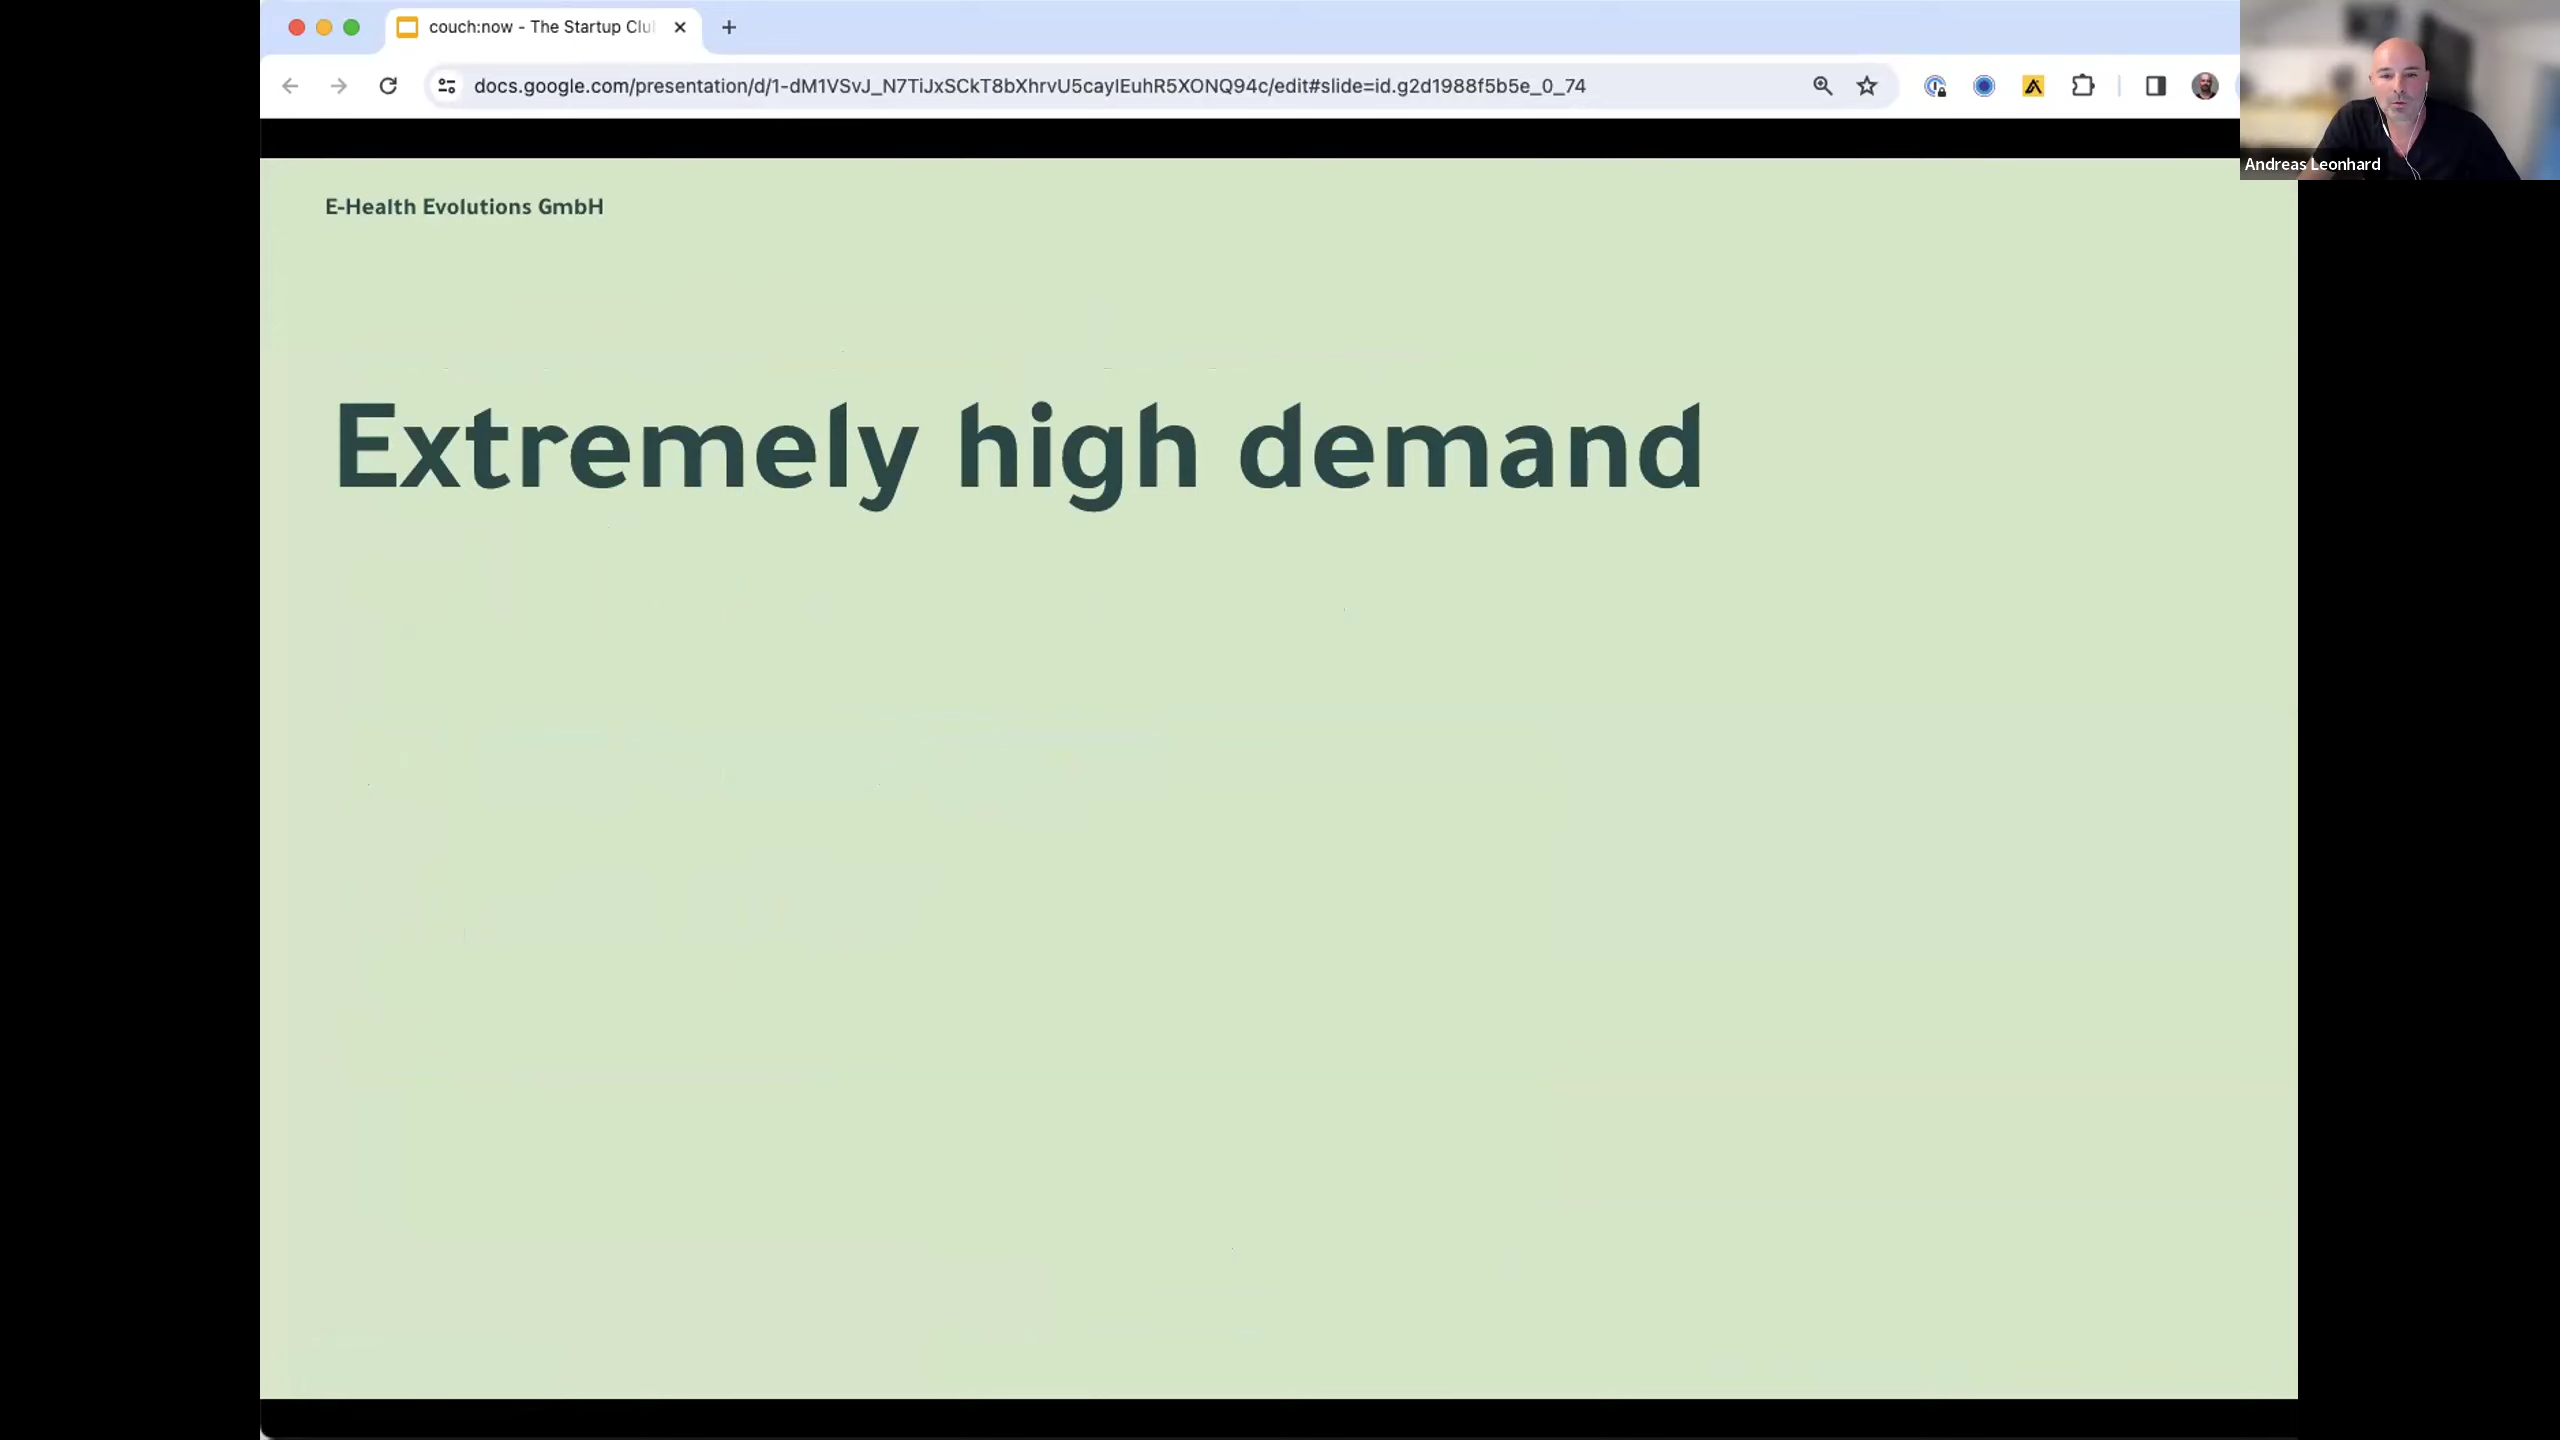 couch:now - The Startup Clu
docs.google.com/presentation/d/1-dM1VSvJ_N7TiJxSCkT8bXhrvU5cayIEuhR5XONQ94c/edit#slide=id.g2d1988f5b5e_0_74
Andreas Leonhard
E-Health Evolutions GmbH
Extremely high demand